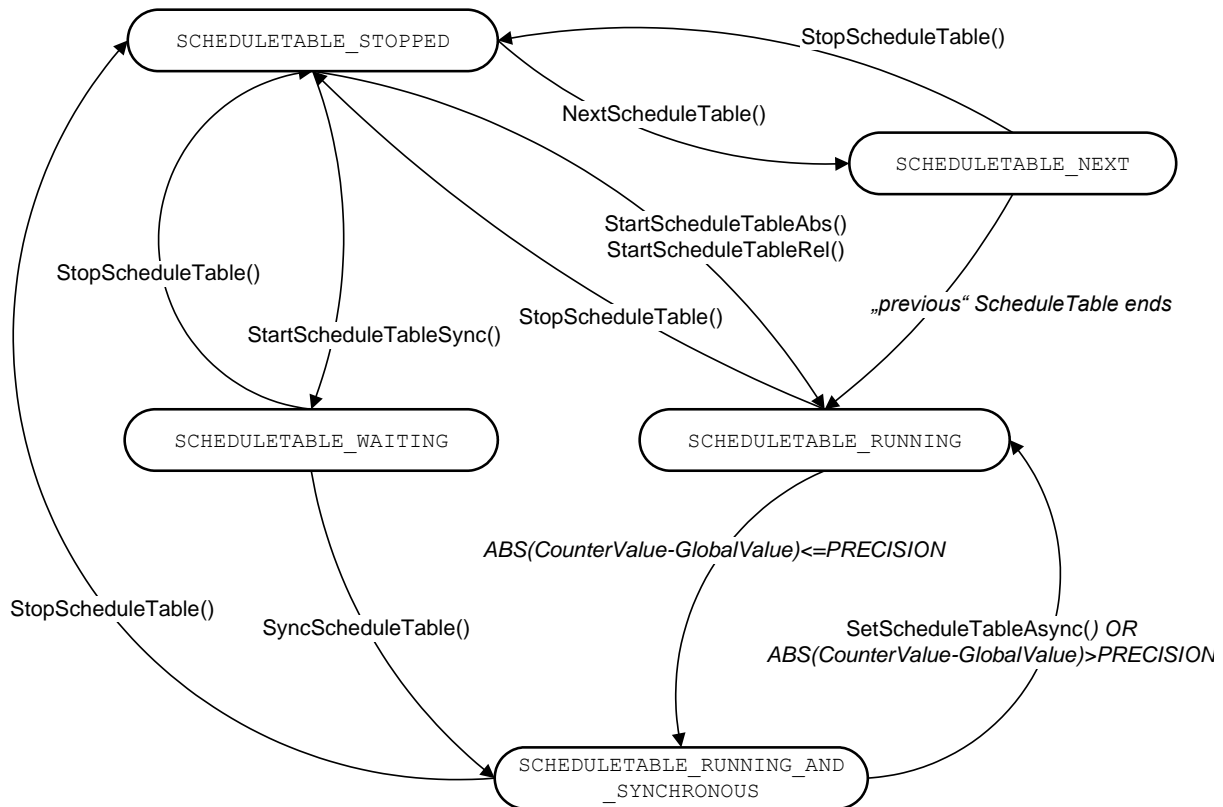 SCHEDULETABLE_STOPPED
StopScheduleTable()
NextScheduleTable()
SCHEDULETABLE_NEXT
StartScheduleTableAbs()
StartScheduleTableRel()
StopScheduleTable()
„previous“ ScheduleTable ends
StopScheduleTable()
StartScheduleTableSync()
SCHEDULETABLE_WAITING
SCHEDULETABLE_RUNNING
ABS(CounterValue-GlobalValue)<=PRECISION
StopScheduleTable()
SyncScheduleTable()
SetScheduleTableAsync() OR
ABS(CounterValue-GlobalValue)>PRECISION
SCHEDULETABLE_RUNNING_AND
_SYNCHRONOUS